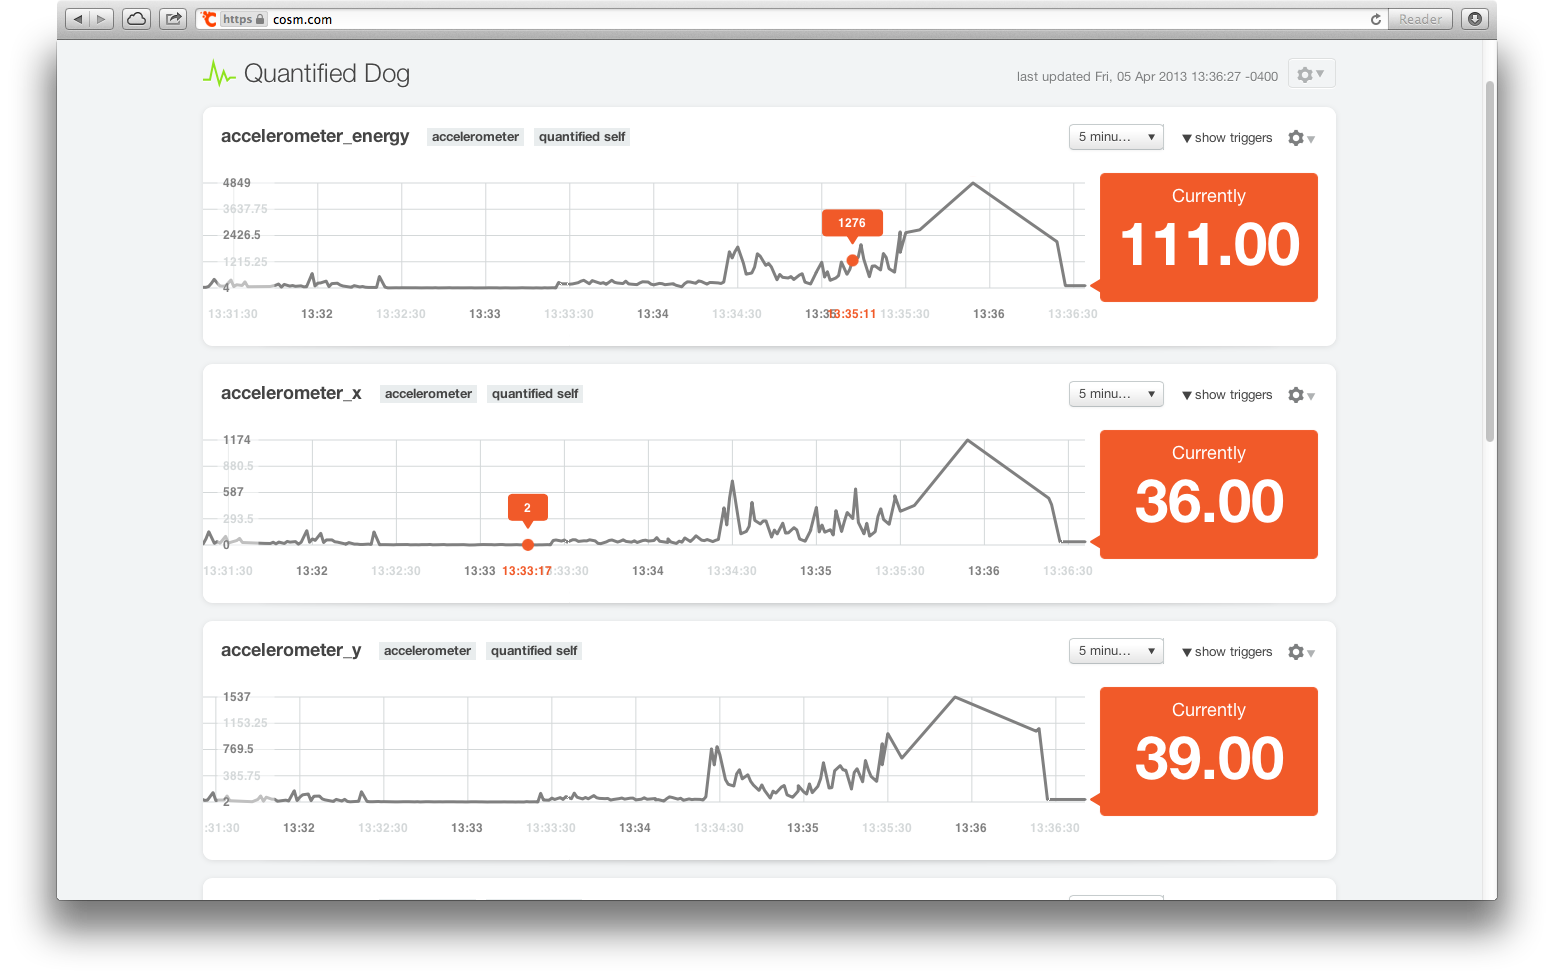 https cosm.com Reader
Quantified Dog
last updated Fri, 05 Apr 2013 13:36:27 -0400
accelerometer_energy accelerometer quantified self 5 minu... ▼ show triggers
4849
3637.75
2426.5
1215.25
4
1276
13:31:30 13:32 13:32:30 13:33 13:33:30 13:34 13:34:30 13:35 13:35:11 13:35:30 13:36 13:36:30
Currently
111.00
accelerometer_x accelerometer quantified self 5 minu... ▼ show triggers
1174
880.5
587
293.5
0
2
13:31:30 13:32 13:32:30 13:33 13:33:17 13:33:30 13:34 13:34:30 13:35 13:35:30 13:36 13:36:30
Currently
36.00
accelerometer_y accelerometer quantified self 5 minu... ▼ show triggers
1537
1153.25
769.5
385.75
2
:31:30 13:32 13:32:30 13:33 13:33:30 13:34 13:34:30 13:35 13:35:30 13:36 13:36:30
Currently
39.00